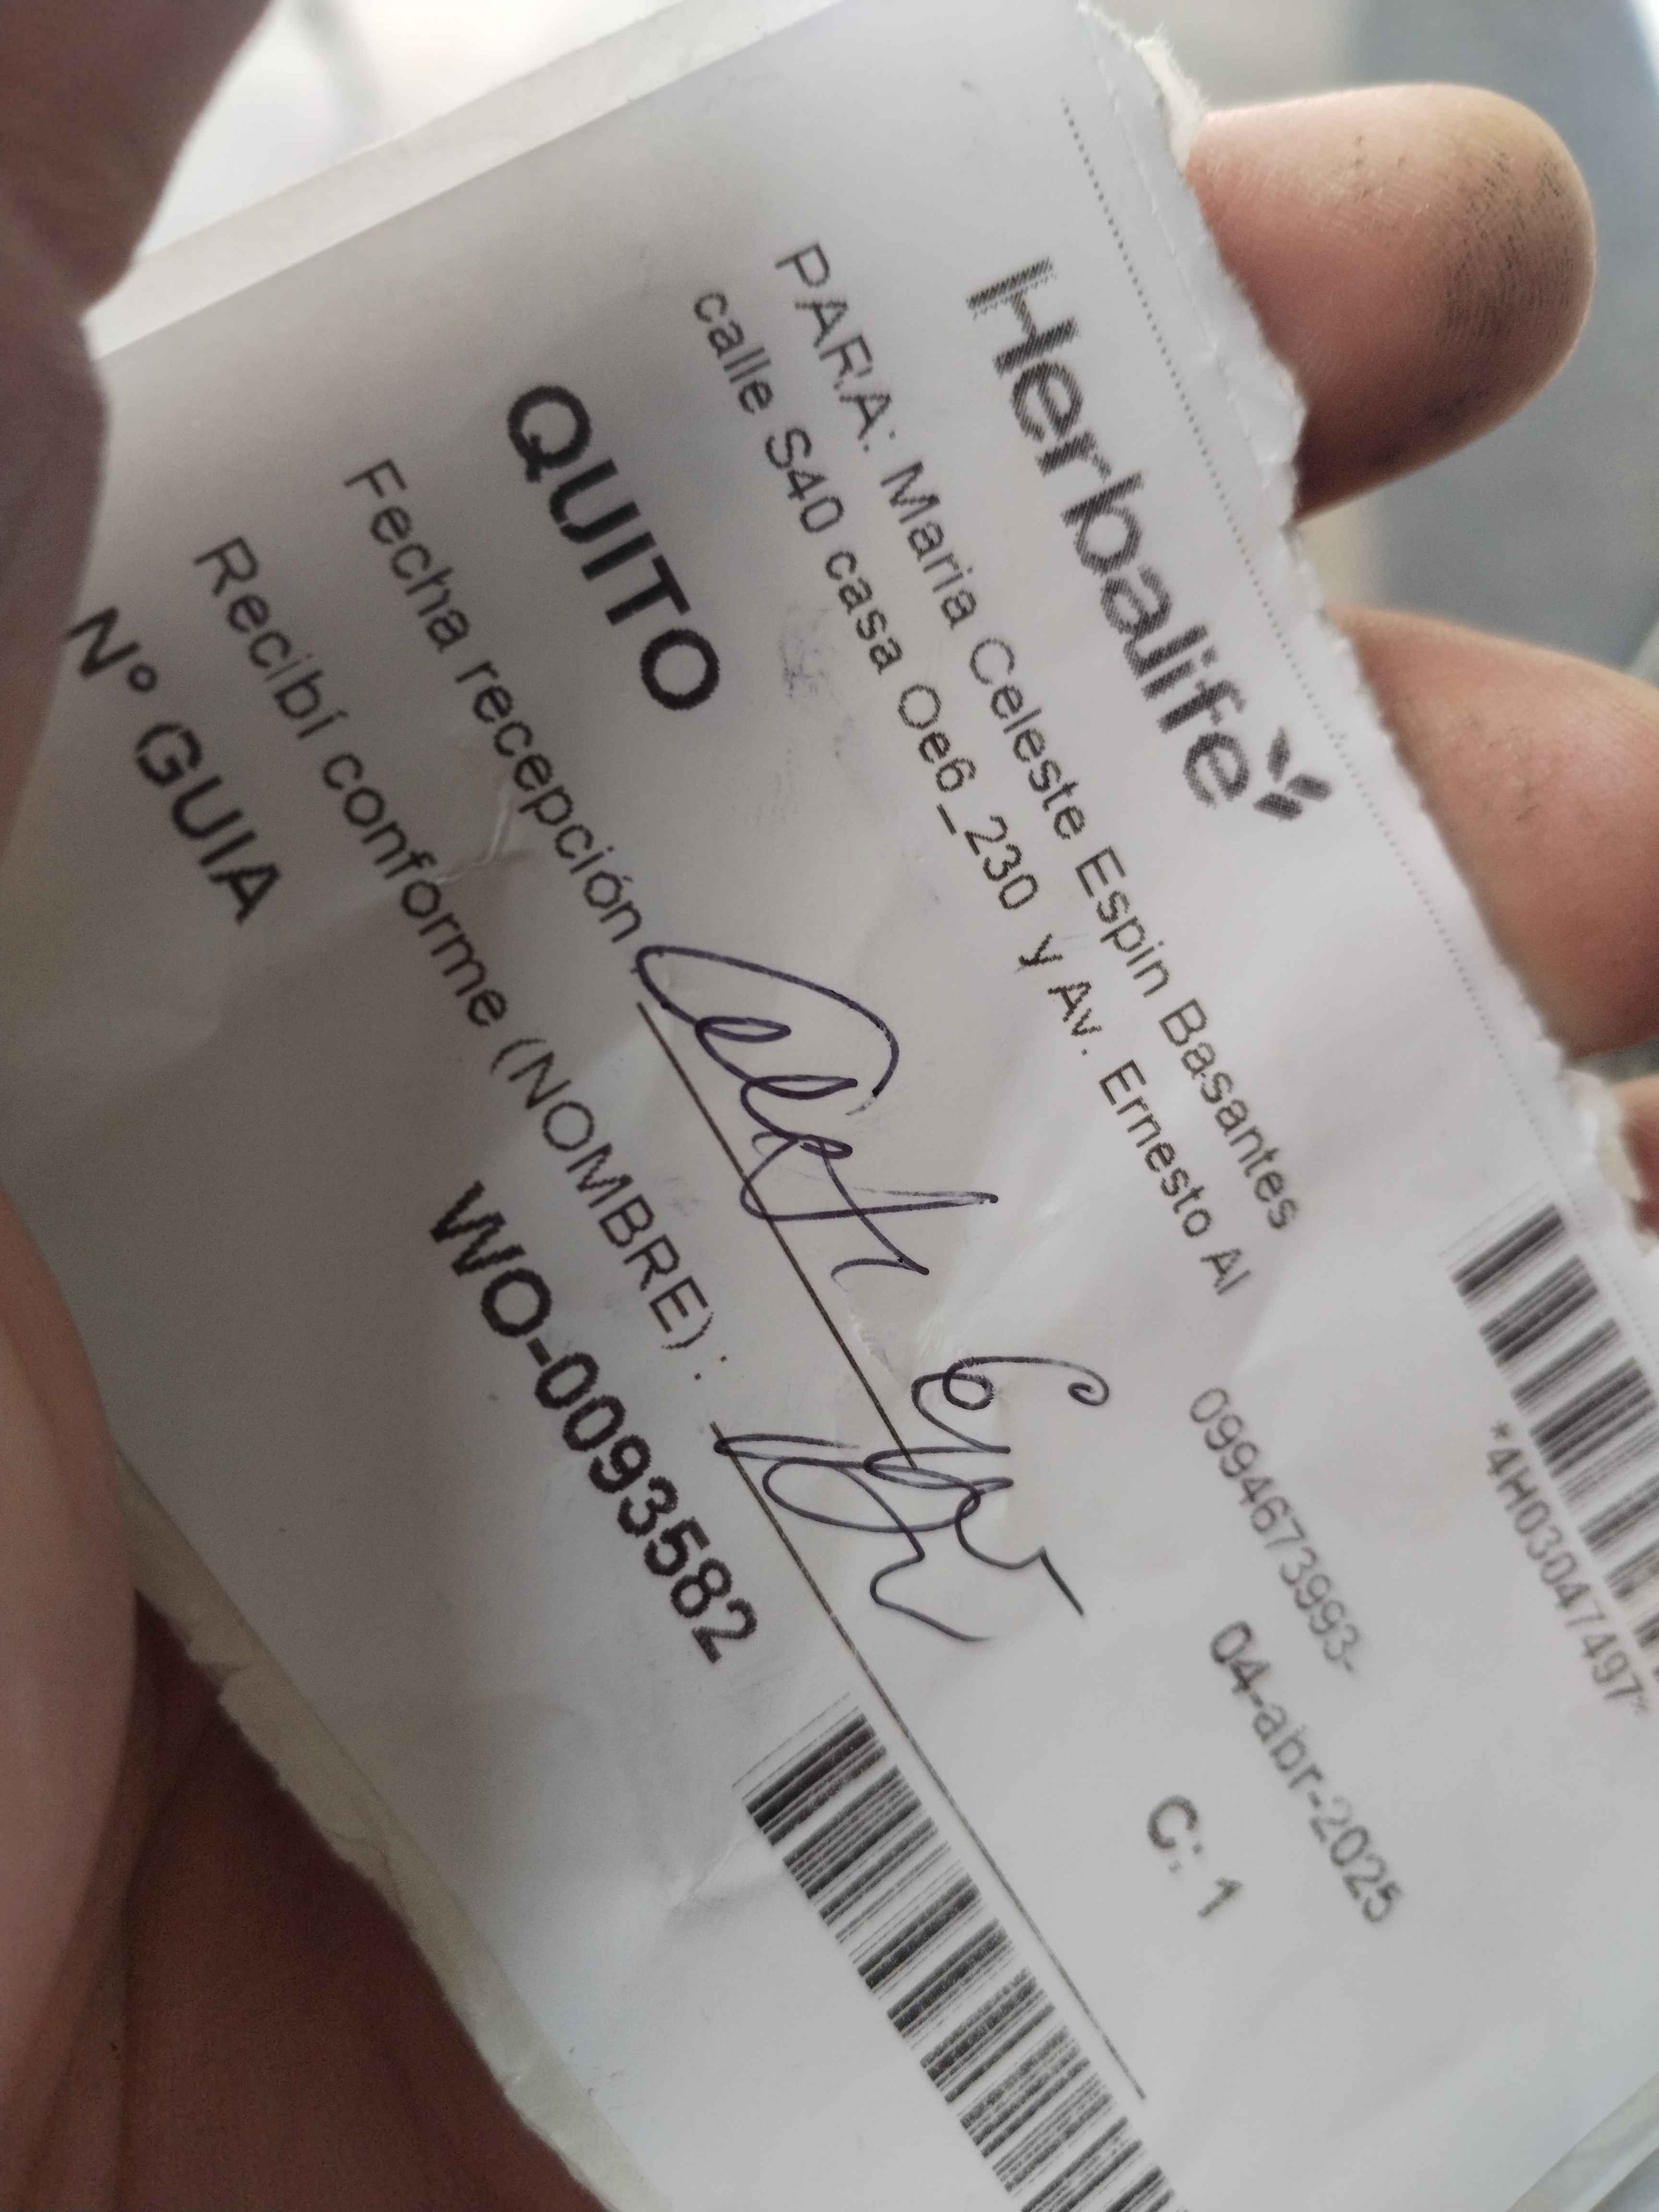 Herbalife
*4H03047497*
PARA: Maria Celeste Espin Basantes
calle S40 casa Oe6_230 y Av. Ernesto Al
0994673993-
04-abr-2025
QUITO
C: 1
Fecha recepción
Recibí conforme (NOMBRE) :
N° GUIA WO-0093582